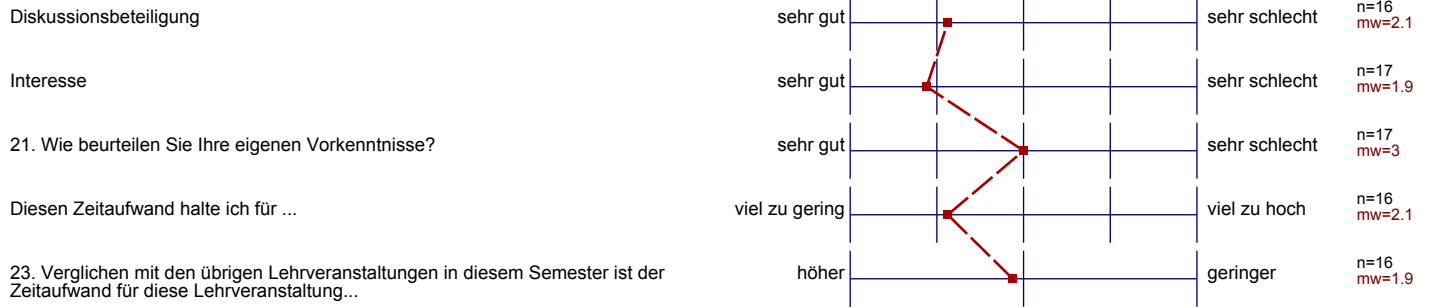 Diskussionsbeteiligung sehr gut sehr schlecht n=16
mw=2.1
Interesse sehr gut sehr schlecht n=17
mw=1.9
21. Wie beurteilen Sie Ihre eigenen Vorkenntnisse? sehr gut sehr schlecht n=17
mw=3
Diesen Zeitaufwand halte ich für ... viel zu gering viel zu hoch n=16
mw=2.1
23. Verglichen mit den übrigen Lehrveranstaltungen in diesem Semester ist der
Zeitaufwand für diese Lehrveranstaltung... höher geringer n=16
mw=1.9